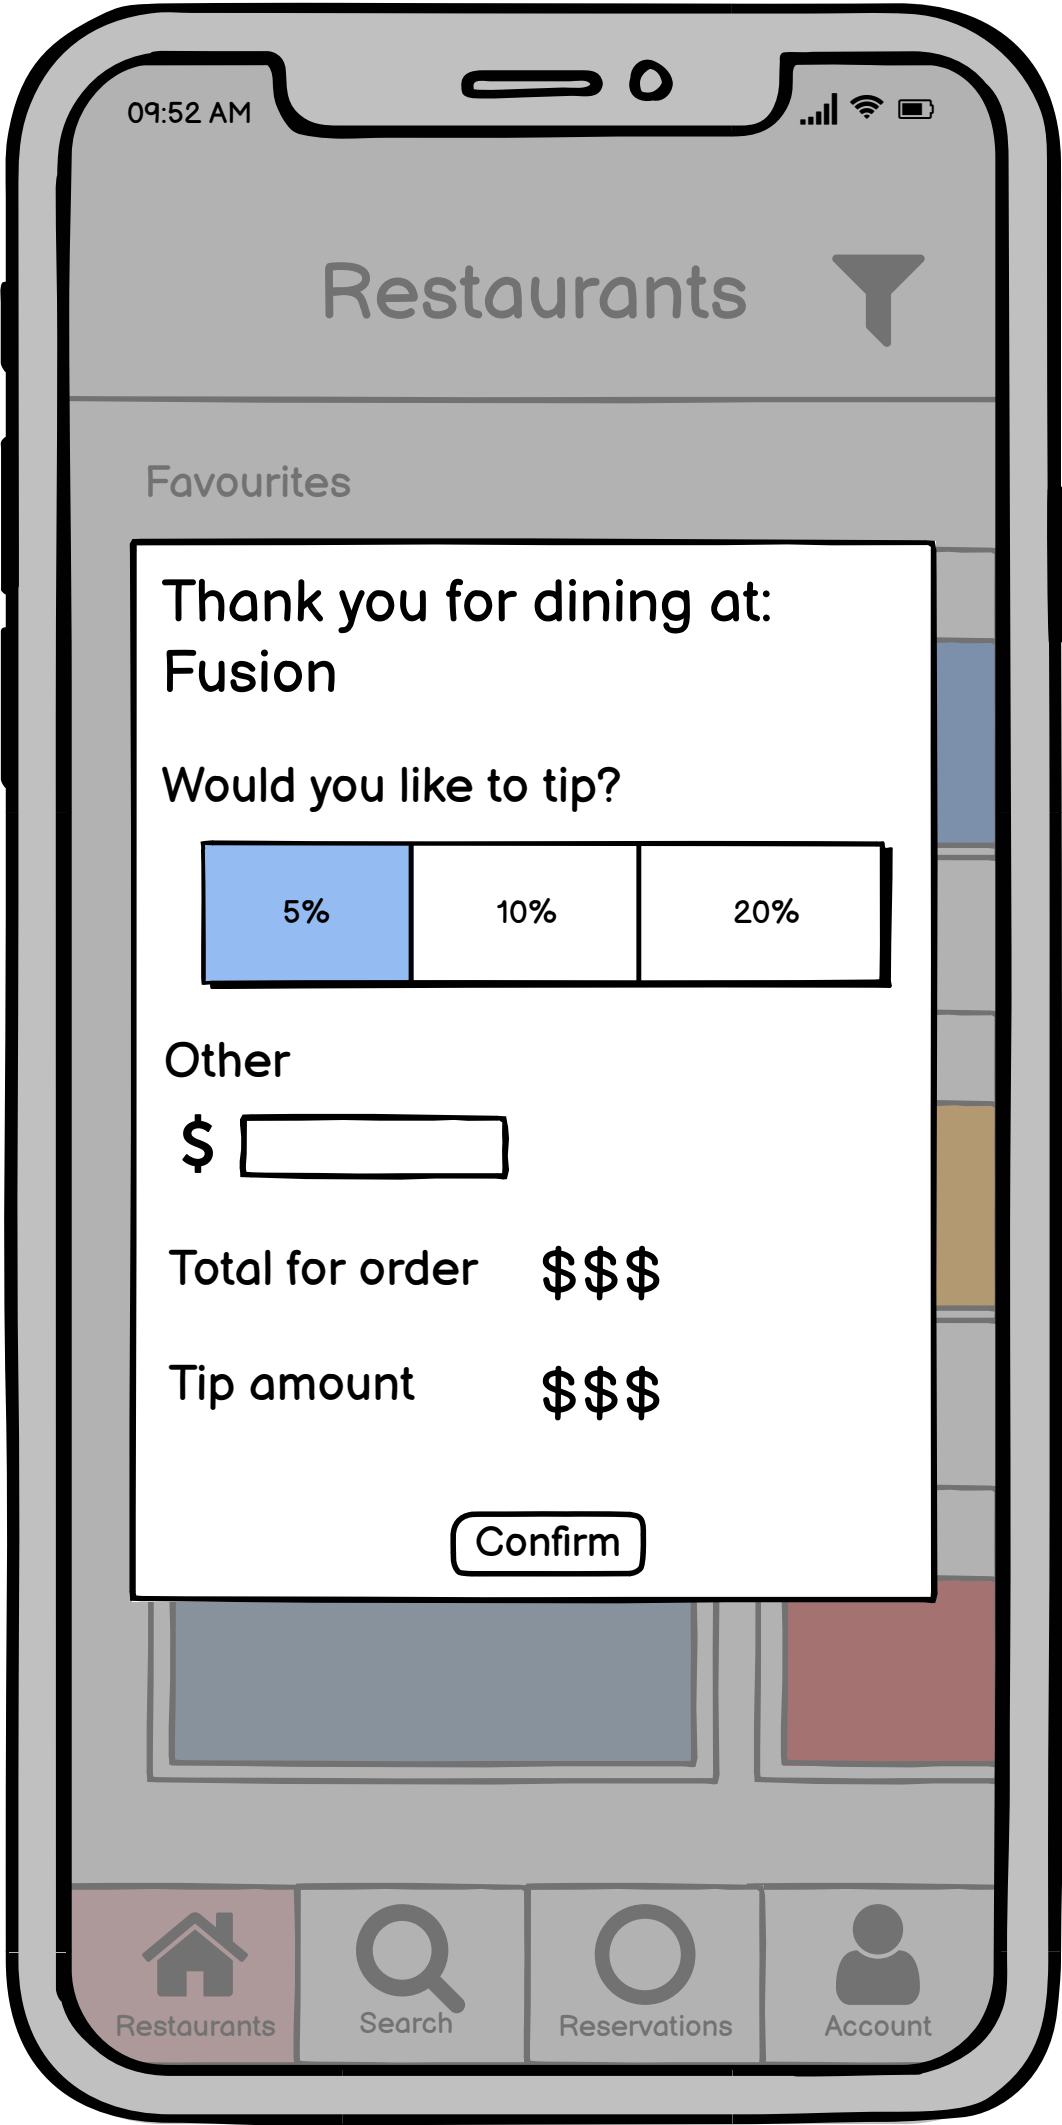 09:52 AM
Restaurants
Favourites
Thank you for dining at:
Fusion
Would you like to tip?
5% 10% 20%
Other
$
Total for order $$$
Tip amount $$$
Confirm
Restaurants Search Reservations Account